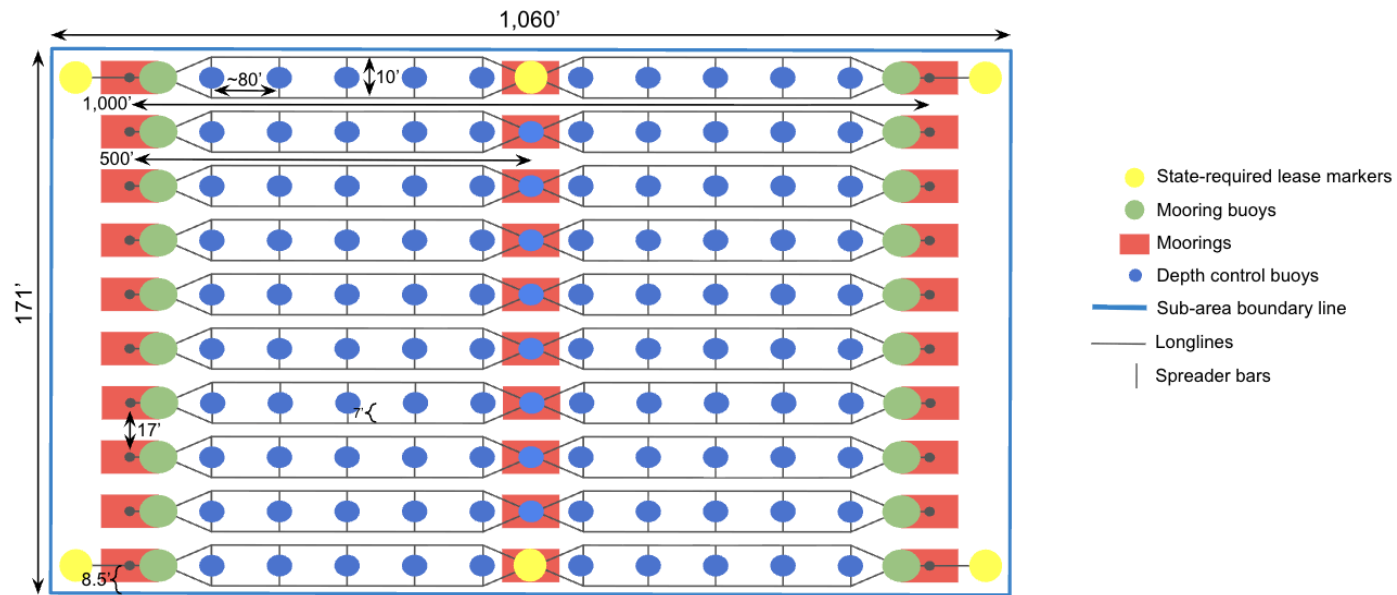 1,060’
~80’
10’
1,000’
500’
171’
7’
17’
8.5’
State-required lease markers
Mooring buoys
Moorings
Depth control buoys
Sub-area boundary line
Longlines
Spreader bars